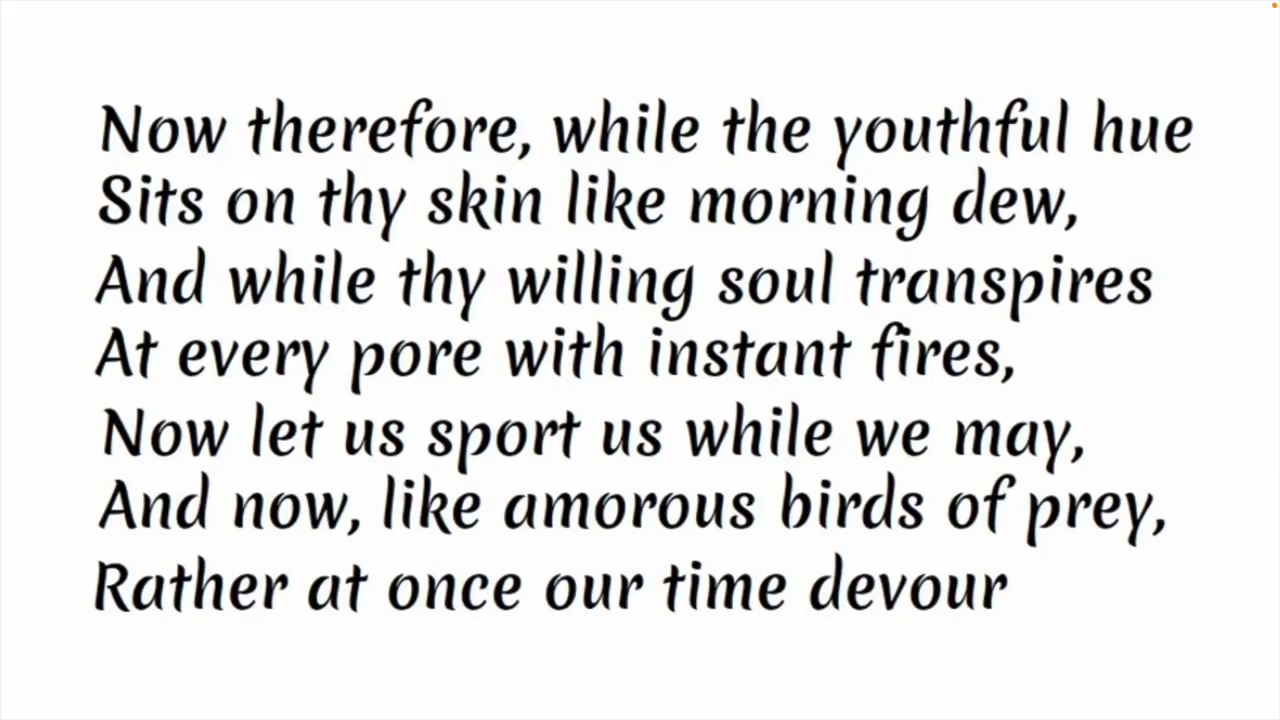 Now therefore, while the youthful hue
Sits on thy skin like morning dew,
And while thy willing soul transpires
At every pore with instant fires,
Now let us sport us while we may,
And now, like amorous birds of prey,
Rather at once our time devour